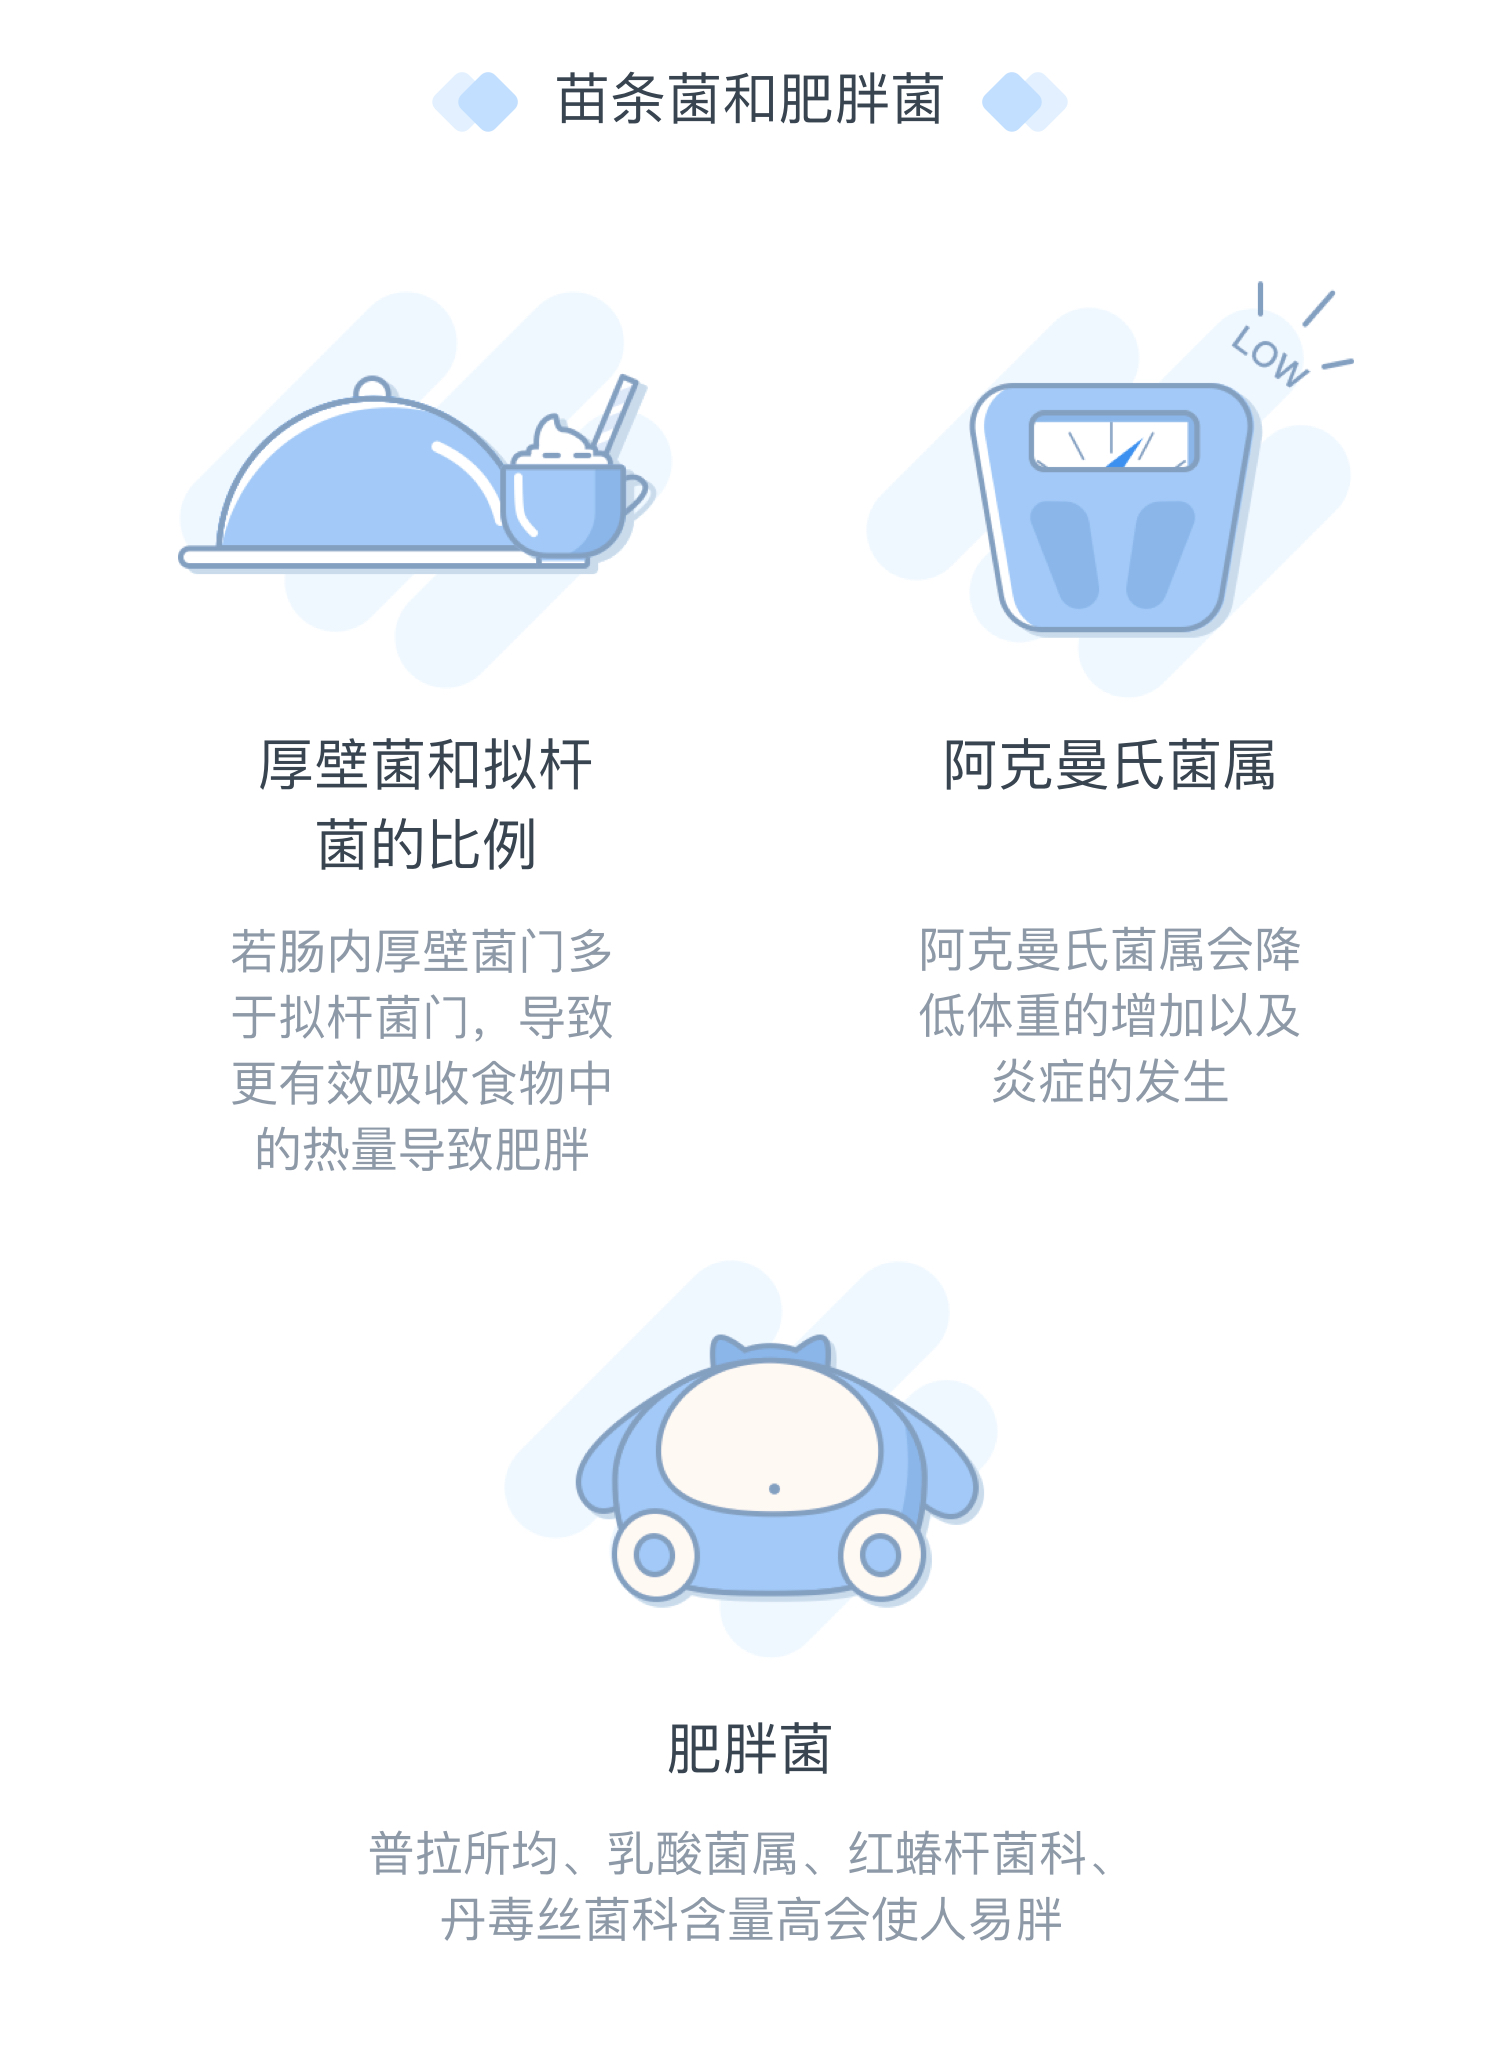 苗条菌和肥胖菌
LOW
厚壁菌和拟杆
菌的比例
若肠内厚壁菌门多
于拟杆菌门，导致
更有效吸收食物中
的热量导致肥胖
阿克曼氏菌属
阿克曼氏菌属会降
低体重的增加以及
炎症的发生
肥胖菌
普拉所均、乳酸菌属、红蝽杆菌科、
丹毒丝菌科含量高会使人易胖